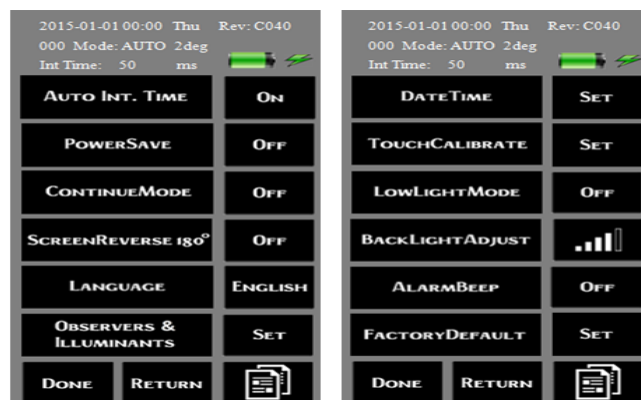 2015-01-01 00:00 Thu Rev: C040
000 Mode: AUTO 2deg
Int Time: 50 ms
AUTO INT. TIME ON
POWERSAVE OFF
CONTINUEMODE OFF
SCREENREVERSE 180° OFF
LANGUAGE ENGLISH
OBSERVERS &
ILLUMINANTS SET
DONE RETURN
2015-01-01 00:00 Thu Rev: C040
000 Mode: AUTO 2deg
Int Time: 50 ms
DATETIME SET
TOUCHCALIBRATE SET
LOWLIGHTMODE OFF
BACKLIGHTADJUST
ALARMBEEP OFF
FACTORYDEFAULT SET
DONE RETURN